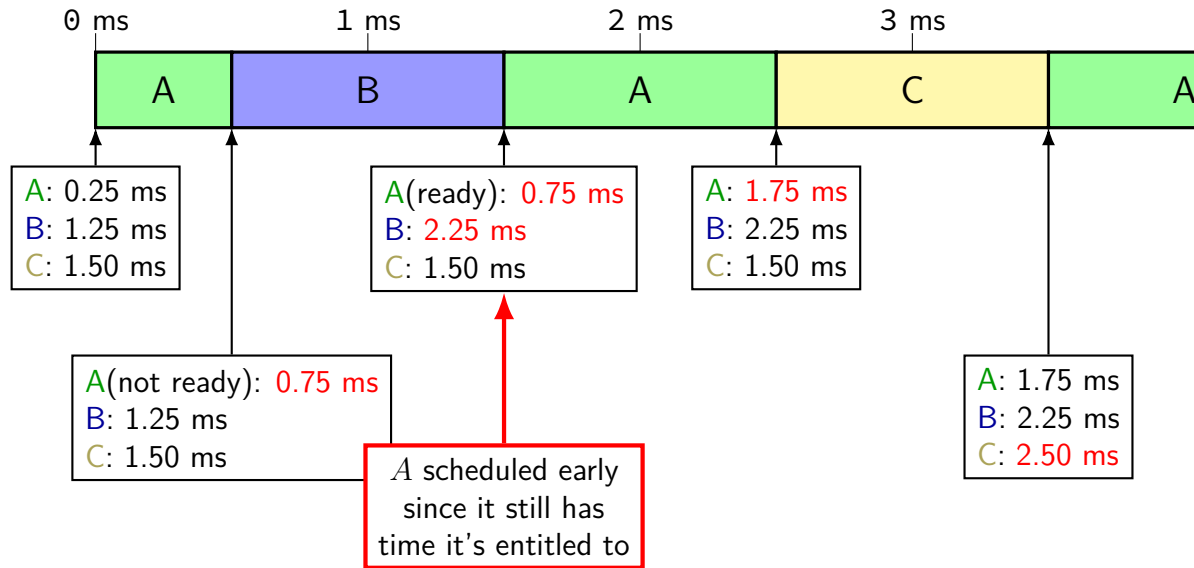 0 ms 1 ms 2 ms 3 ms
A B A C A
A: 0.25 ms
B: 1.25 ms
C: 1.50 ms
A(ready): 0.75 ms
B: 2.25 ms
C: 1.50 ms
A: 1.75 ms
B: 2.25 ms
C: 1.50 ms
A(not ready): 0.75 ms
B: 1.25 ms
C: 1.50 ms
A: 1.75 ms
B: 2.25 ms
C: 2.50 ms
A scheduled early
since it still has
time it's entitled to